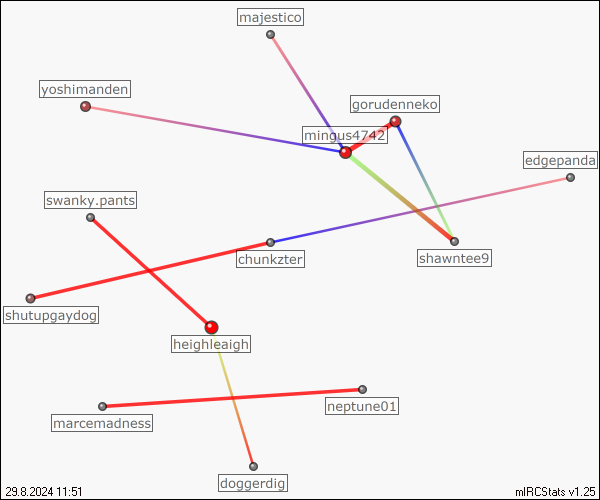 majestico
yoshimanden
gorudenneko
mingus4742
edgepanda
swanky.pants
chunkzter
shawntee9
shutupgaydog
heighleaigh
neptune01
marcemadness
doggerdig
29.8.2024 11:51
mIRCStats v1.25